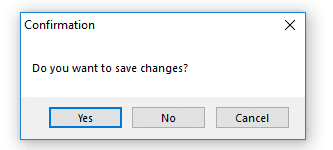 Confirmation
Do you want to save changes?
Yes No Cancel